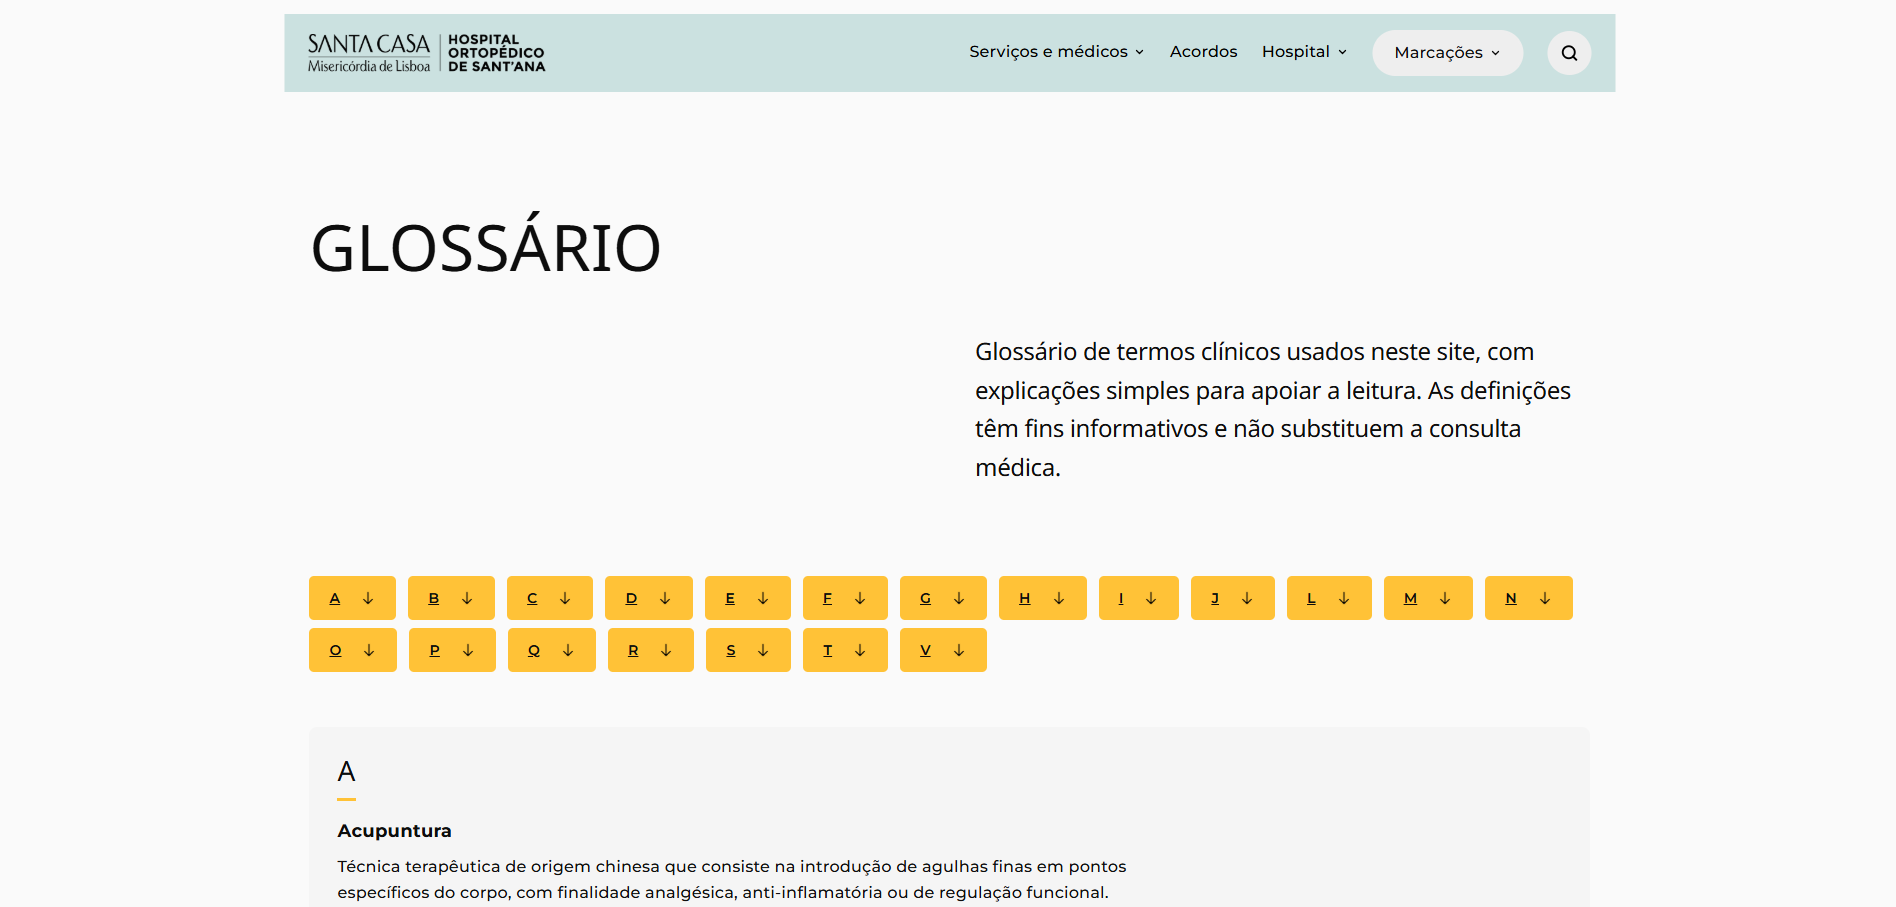 SANTA CASA
Misericórdia de Lisboa
HOSPITAL
ORTOPÉDICO
DE SANT'ANA
Serviços e médicos
Acordos
Hospital
Marcações
GLOSSÁRIO
Glossário de termos clínicos usados neste site, com
explicações simples para apoiar a leitura. As definições
têm fins informativos e não substituem a consulta
médica.
A ↓ B ↓ C ↓ D ↓ E ↓ F ↓ G ↓ H ↓ I ↓ J ↓ L ↓ M ↓ N ↓
O ↓ P ↓ Q ↓ R ↓ S ↓ T ↓ V ↓
A
Acupuntura
Técnica terapêutica de origem chinesa que consiste na introdução de agulhas finas em pontos
específicos do corpo, com finalidade analgésica, anti-inflamatória ou de regulação funcional.